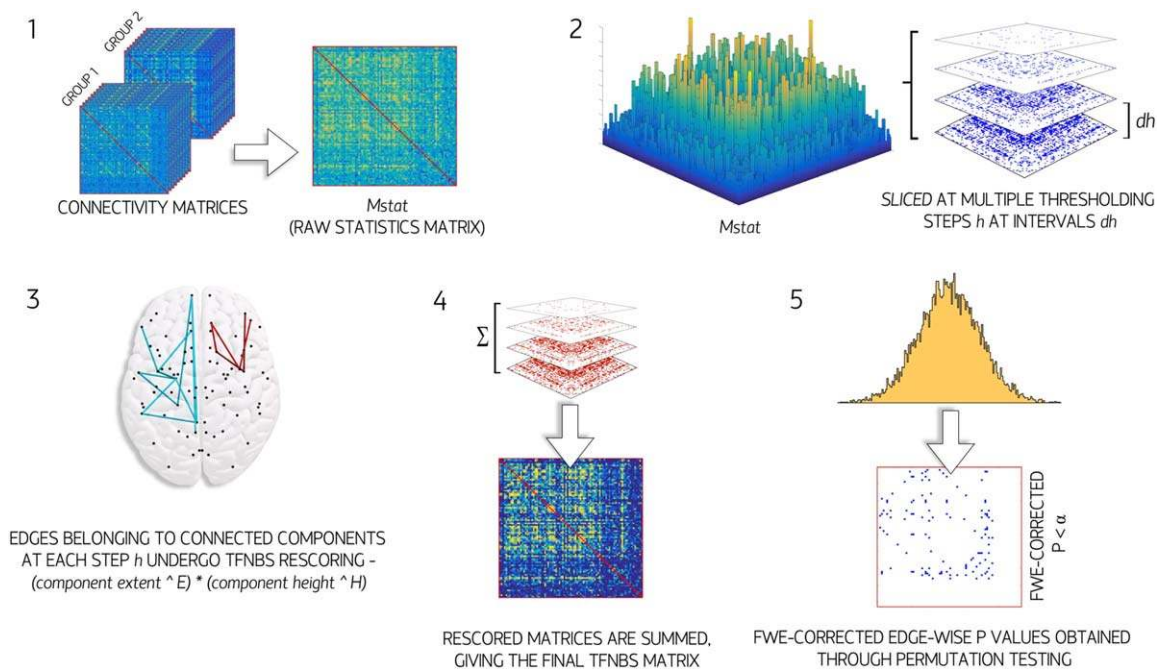 1
GROUP 1
GROUP 2
CONNECTIVITY MATRICES
Mstat
(RAW STATISTICS MATRIX)
2
Mstat
dh
SLICED AT MULTIPLE THRESHOLDING
STEPS h AT INTERVALS dh
3
EDGES BELONGING TO CONNECTED COMPONENTS
AT EACH STEP h UNDERGO TFNBS RESCORING -
(component extent ^ E) * (component height ^ H)
4
Σ
RESCORED MATRICES ARE SUMMED,
GIVING THE FINAL TFNBS MATRIX
5
FWE-CORRECTED
P < α
FWE-CORRECTED EDGE-WISE P VALUES OBTAINED
THROUGH PERMUTATION TESTING